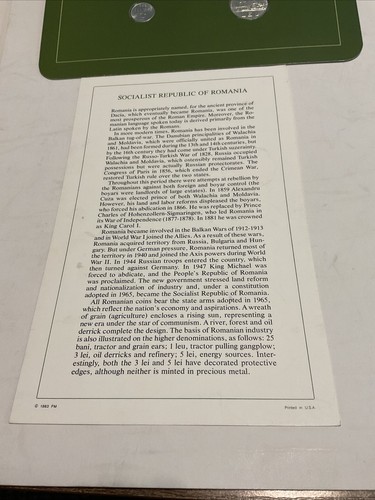 SOCIALIST REPUBLIC OF ROMANIA
Romania is appropriately named, for the ancient province of
Dacia, which eventually became Romania, was one of the
most prosperous of the Roman Empire. Moreover, the Ro-
manian language spoken today is derived primarily from the
Latin spoken by the Romans.
In more modern times, Romania has been involved in the
Balkan tug-of-war. The Danubian principalities of Walachia
and Moldavia, which were officially united as Romania in
1861, had been formed during the 13th and 14th centuries, but
by the 16th century they had come under Turkish suzerainty.
Following the Russo-Turkish War of 1828, Russia occupied
Walachia and Moldavia, which ostensibly remained Turkish
possessions but were actually Russian protectorates. The
Congress of Paris in 1856, which ended the Crimean War,
restored Turkish rule over the two states.
Throughout this period there were attempts at rebellion by
the Romanians against both foreign and boyar control (the
boyars were landlords of large estates). In 1859 Alexandru
Cuza was elected prince of both Walachia and Moldavia.
However, his land and labor reforms displeased the boyars,
who forced his abdication in 1866. He was replaced by Prince
Charles of Hohenzollern-Sigmaringen, who led Romania in
its War of Independence (1877-1878). In 1881 he was crowned
as King Carol I.
Romania became involved in the Balkan Wars of 1912-1913
and in World War I joined the Allies. As a result of these wars,
Romania acquired territory from Russia, Bulgaria and Hun-
gary. But under German pressure, Romania returned most of
the territory in 1940 and joined the Axis powers during World
War II. In 1944 Russian troops entered the country, which
then turned against Germany. In 1947 King Michael was
forced to abdicate, and the People's Republic of Romania
was proclaimed. The new government stressed land reform
and nationalization of industry and, under a constitution
adopted in 1965, became the Socialist Republic of Romania.
All Romanian coins bear the state arms adopted in 1965,
which reflect the nation's economy and aspirations. A wreath
of grain (agriculture) encloses a rising sun, representing a
new era under the star of communism. A river, forest and oil
derrick complete the design. The basis of Romanian industry
is also illustrated on the higher denominations, as follows: 25
bani, tractor and grain ears; 1 leu, tractor pulling gangplow;
3 lei, oil derricks and refinery; 5 lei, energy sources. Inter-
estingly, both the 3 lei and 5 lei have decorated protective
edges, although neither is minted in precious metal.
© 1983 FM
Printed in U.S.A.